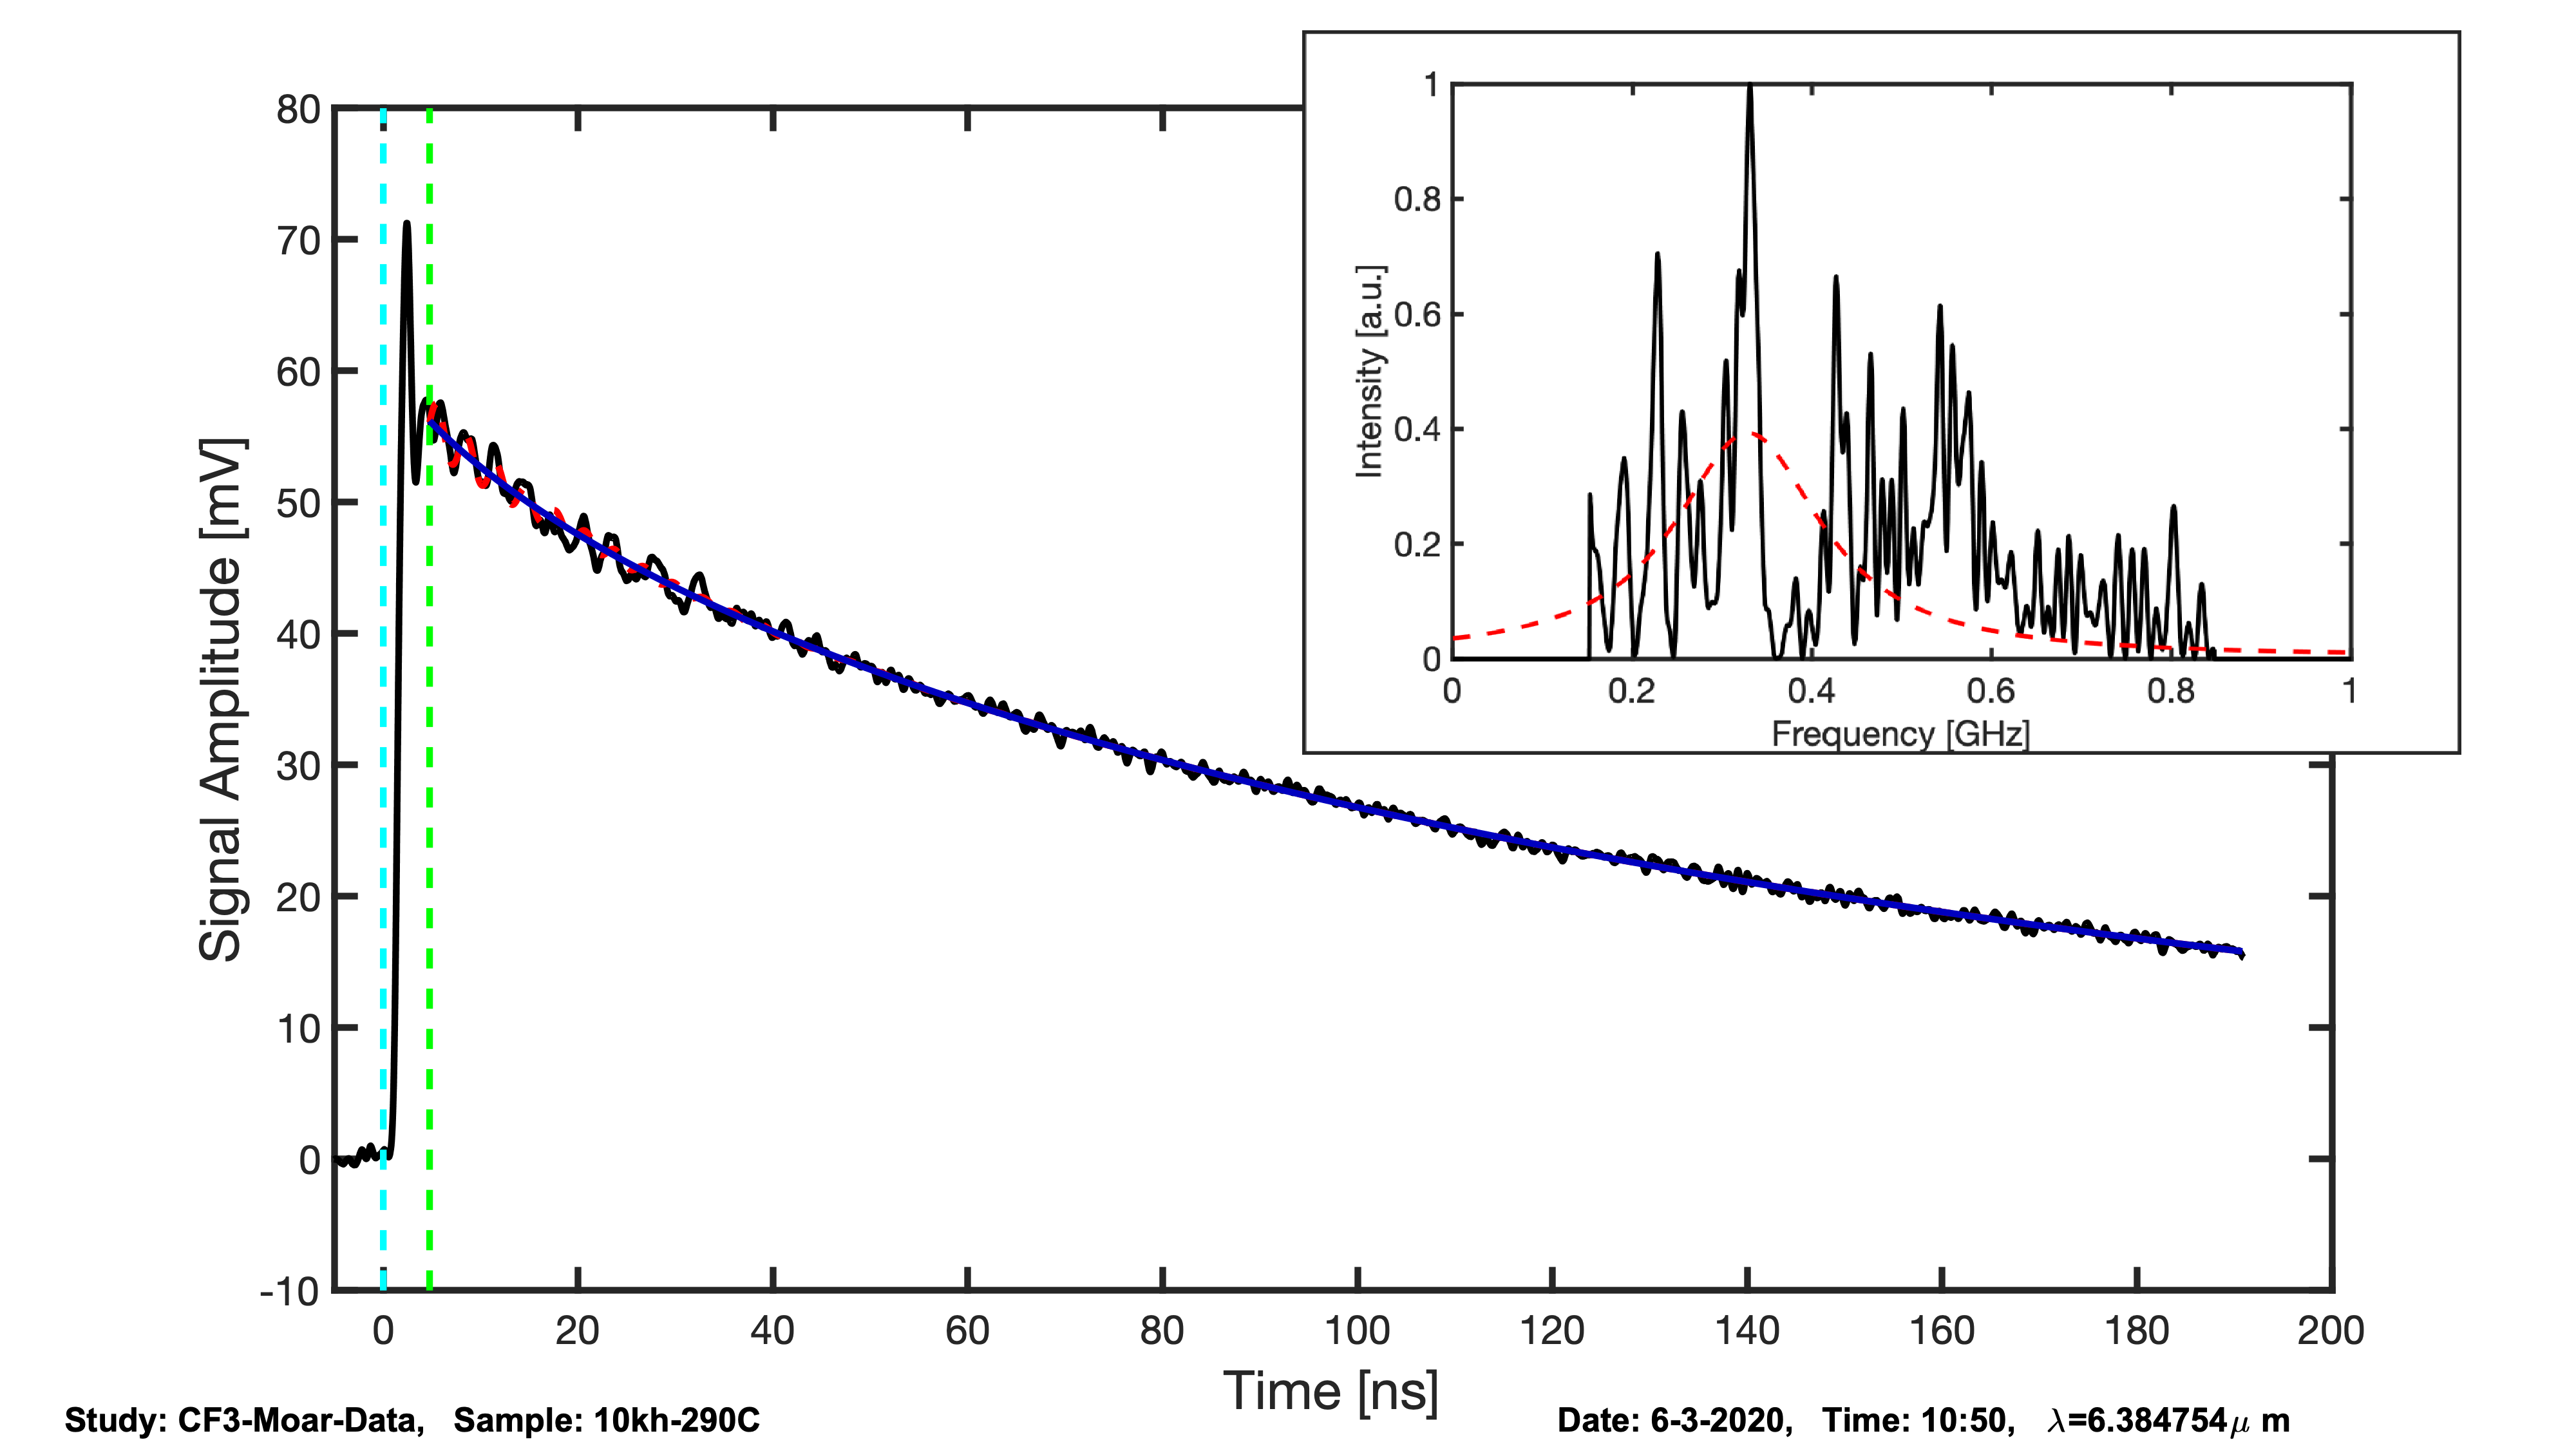 80
70
60
50
40
30
20
10
0
-10
Signal Amplitude [mV]
0 20 40 60 80 100 120 140 160 180 200
Time [ns]
1
0.8
0.6
0.4
0.2
0
Intensity [a.u.]
0 0.2 0.4 0.6 0.8 1
Frequency [GHz]
Study: CF3-Moar-Data, Sample: 10kh-290C
Date: 6-3-2020, Time: 10:50, λ=6.384754μ m